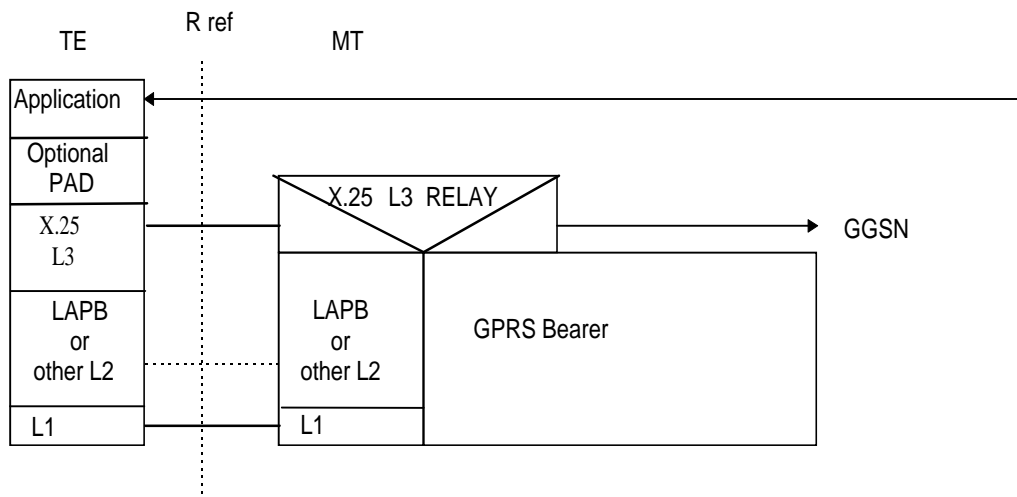 R ref
TE
MT
Application
Optional
PAD
X.25
L3
LAPB
or
other L2
L1
X.25 L3 RELAY
LAPB
or
other L2
L1
GPRS Bearer
GGSN